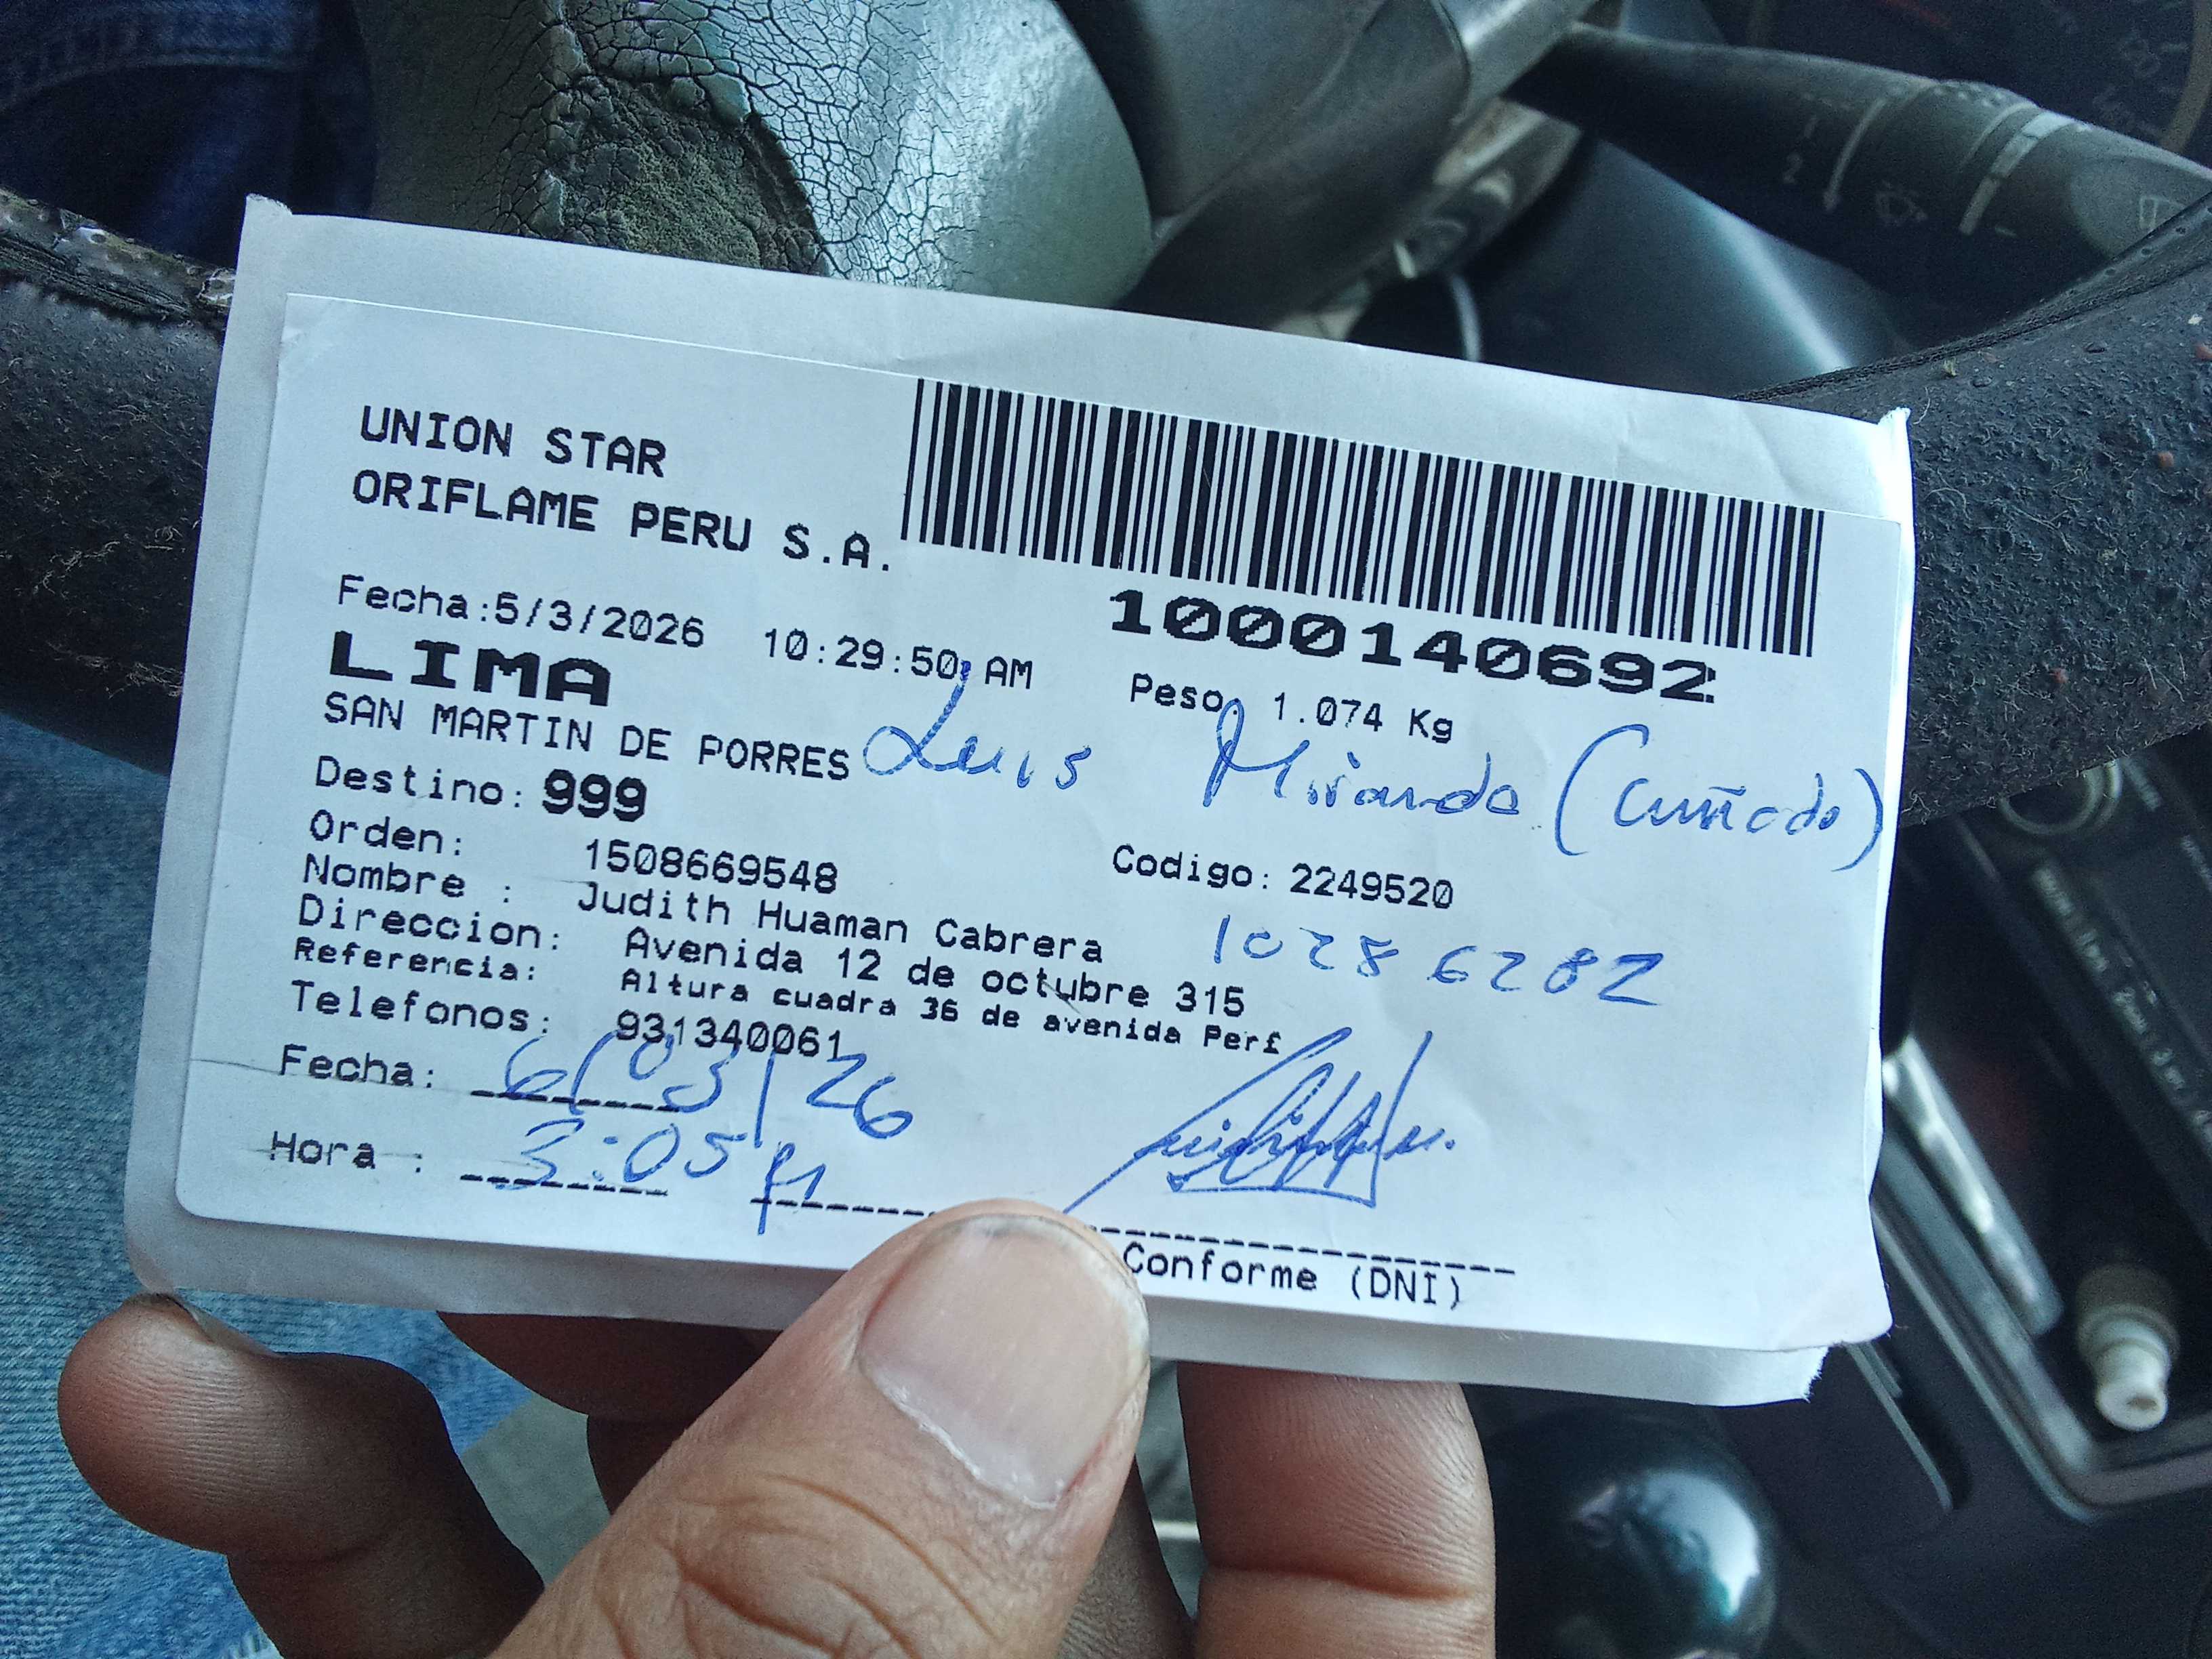 UNION STAR
ORIFLAME PERU S.A.
Fecha:5/3/2026 10:29:50 AM
1000140692
LIMA
Peso. 1.074 Kg
SAN MARTIN DE PORRES Luis Miranda (Cuñado)
Destino: 999
Orden: 1508669548
Codigo: 2249520
Nombre : Judith Huaman Cabrera
10286282
Direccion: Avenida 12 de octubre 315
Referencia: Altura cuadra 36 de avenida Perf
Telefonos: 931340061
Fecha: 6/03/26
Hora : 3:05 PM
Conforme (DNI)